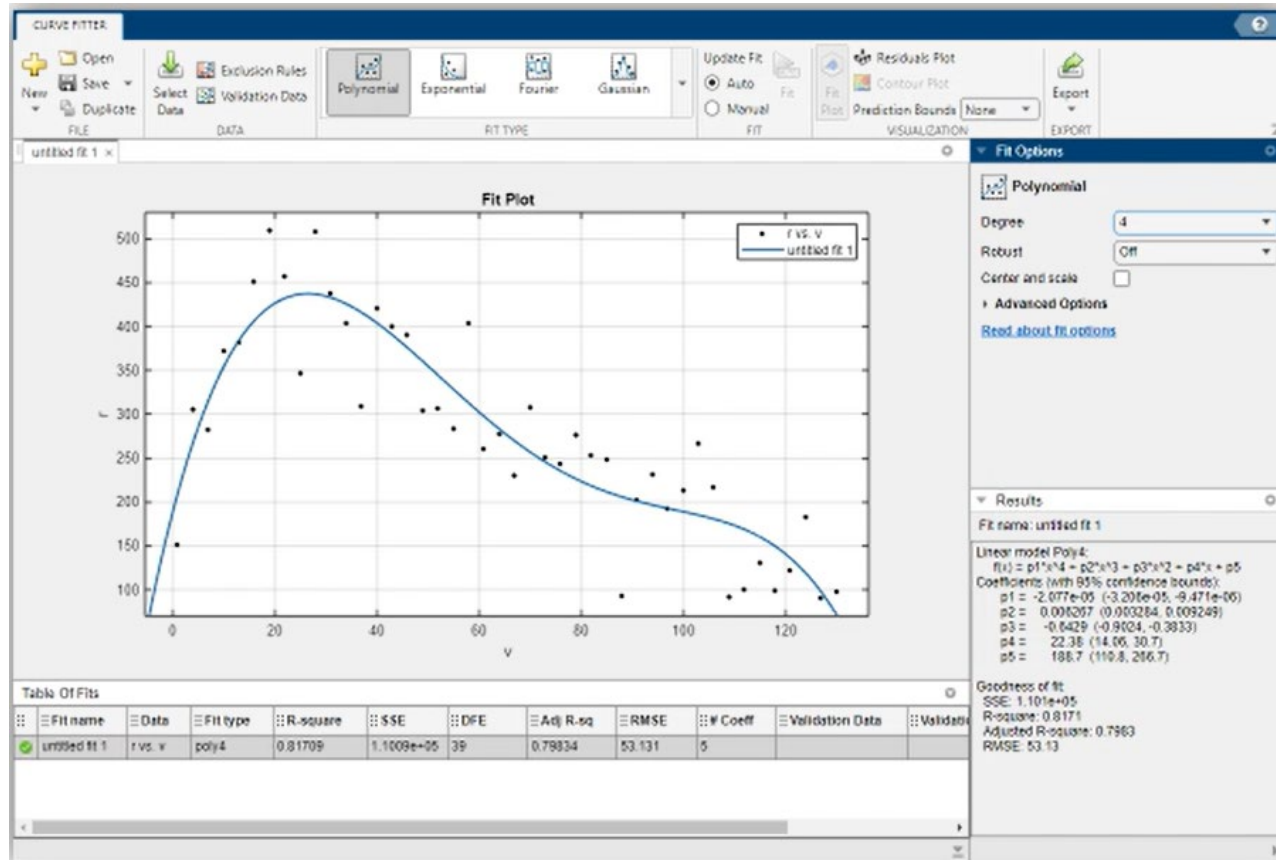 CURVE FITTER
New
Open
Save
Duplicate
FILE
Select Data
Exclusion Rules
Validation Data
DATA
Polynomial
Exponential
Fourier
Gaussian
FIT TYPE
Update Fit
Auto
Manual
Fit
FIT
Fit Plot
Residuals Plot
Contour Plot
Prediction Bounds None
VISUALIZATION
Export
EXPORT
untitled fit 1
Fit Plot
r vs. v
untitled fit 1
500
450
400
350
300
250
200
150
100
r
0 20 40 60 80 100 120
v
Table Of Fits
Fit name Data Fit type R-square SSE DFE Adj R-sq RMSE # Coeff Validation Data Validati
untitled fit 1 r vs. v poly4 0.81709 1.1009e+05 39 0.79834 53.131 5
Fit Options
Polynomial
Degree 4
Robust Off
Center and scale
Advanced Options
Read about fit options
Results
Fit name: untitled fit 1
Linear model Poly4:
f(x) = p1*x^4 + p2*x^3 + p3*x^2 + p4*x + p5
Coefficients (with 95% confidence bounds):
p1 = -2.077e-05 (-3.206e-05, -9.471e-06)
p2 = 0.006267 (0.003284, 0.009249)
p3 = -0.6429 (-0.9024, -0.3833)
p4 = 22.38 (14.06, 30.7)
p5 = 188.7 (110.8, 266.7)
Goodness of fit:
SSE: 1.101e+05
R-square: 0.8171
Adjusted R-square: 0.7983
RMSE: 53.13